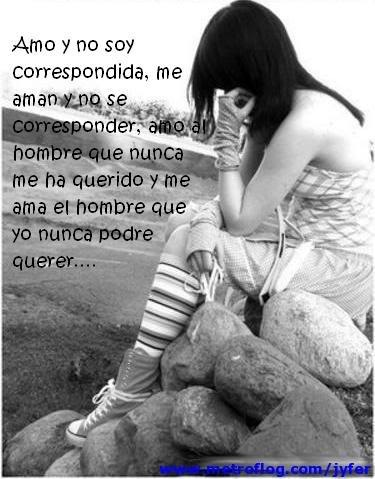 Amo y no soy
correspondida, me
aman y no se
corresponder, amo al
hombre que nunca
me ha querido y me
ama el hombre que
yo nunca podre
querer....
www.metroflog.com/jyfer